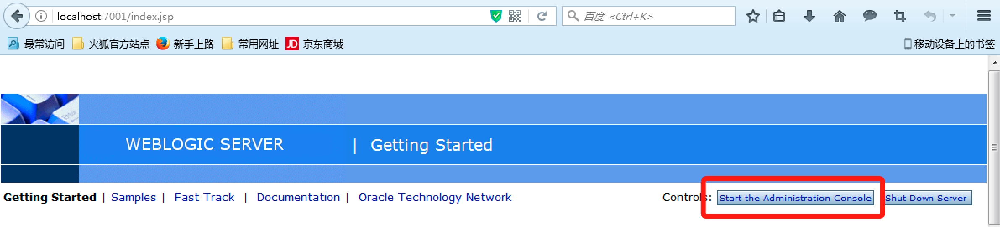 localhost:7001/index.jsp 百度 <Ctrl+K>
最常访问 火狐官方站点 新手上路 常用网址 JD 京东商城 移动设备上的书签
WEBLOGIC SERVER | Getting Started
Getting Started | Samples | Fast Track | Documentation | Oracle Technology Network Controls: Start the Administration Console Shut Down Server